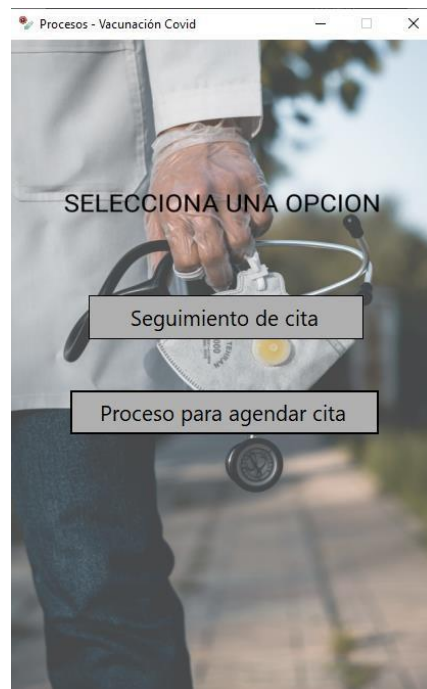 Procesos - Vacunación Covid
SELECCIONA UNA OPCION
Seguimiento de cita
Proceso para agendar cita